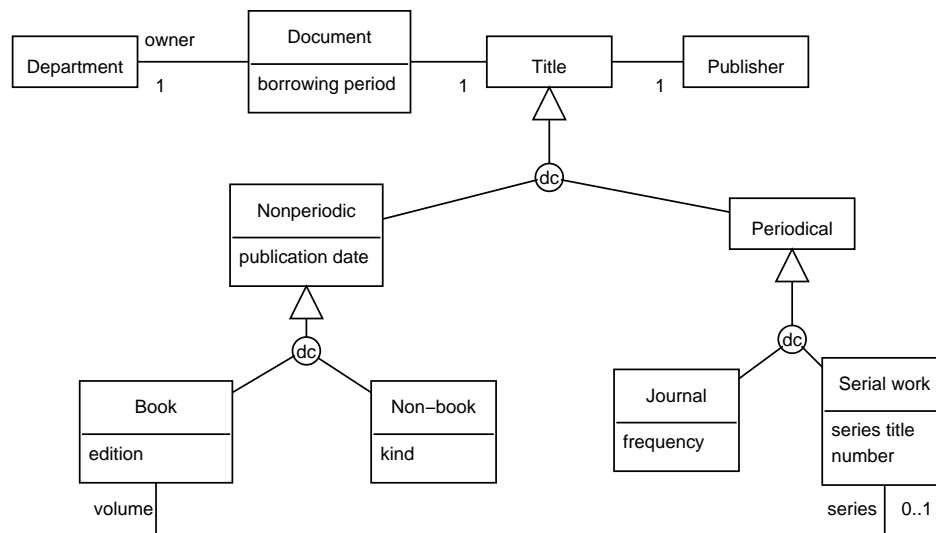 owner
Department
1
Document
borrowing period
1
Title
1
Publisher
dc
Nonperiodic
publication date
Periodical
dc
dc
Book
edition
Non−book
kind
Journal
frequency
Serial work
series title
number
volume
series
0..1